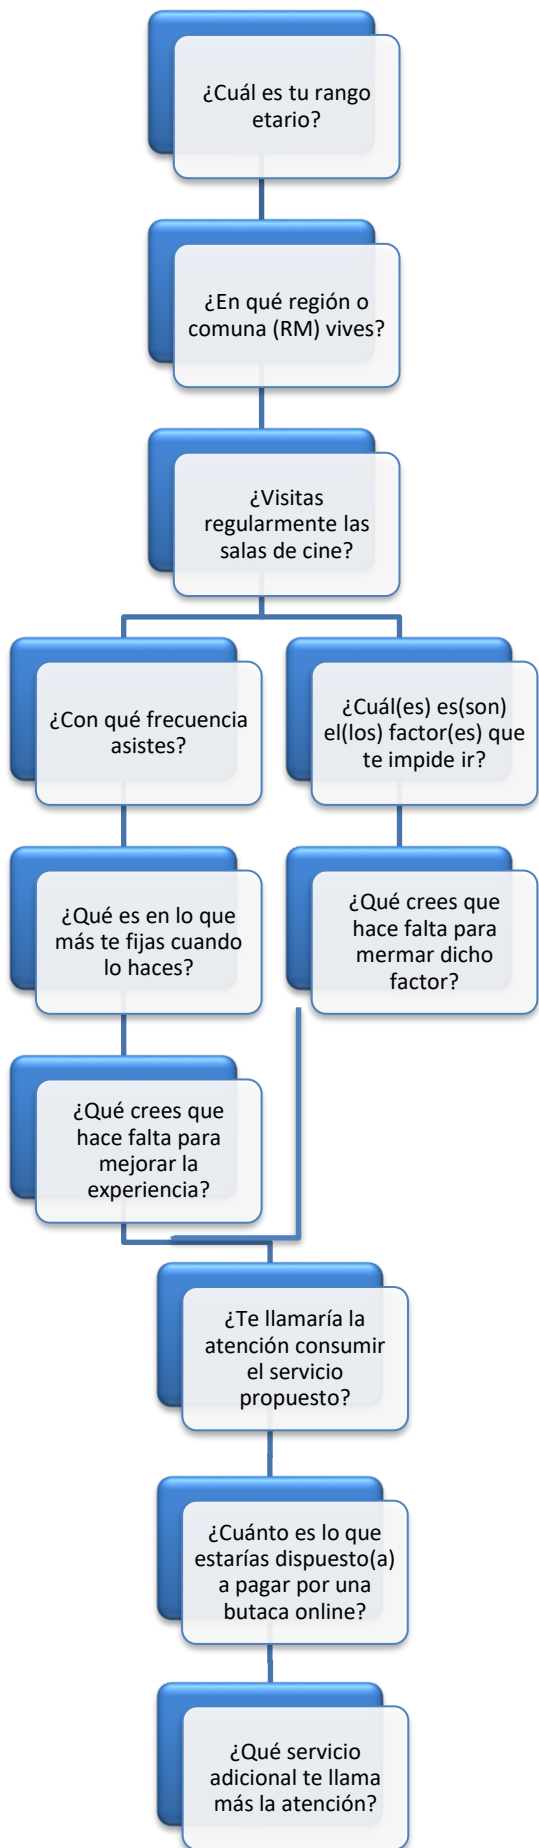 ¿Cuál es tu rango
etario?
¿En qué región o
comuna (RM) vives?
¿Visitas
regularmente las
salas de cine?
¿Con qué frecuencia
asistes?
¿Cuál(es) es(son)
el(los) factor(es) que
te impide ir?
¿Qué es en lo que
más te fijas cuando
lo haces?
¿Qué crees que
hace falta para
mermar dicho
factor?
¿Qué crees que
hace falta para
mejorar la
experiencia?
¿Te llamaría la
atención consumir
el servicio
propuesto?
¿Cuánto es lo que
estarías dispuesto(a)
a pagar por una
butaca online?
¿Qué servicio
adicional te llama
más la atención?